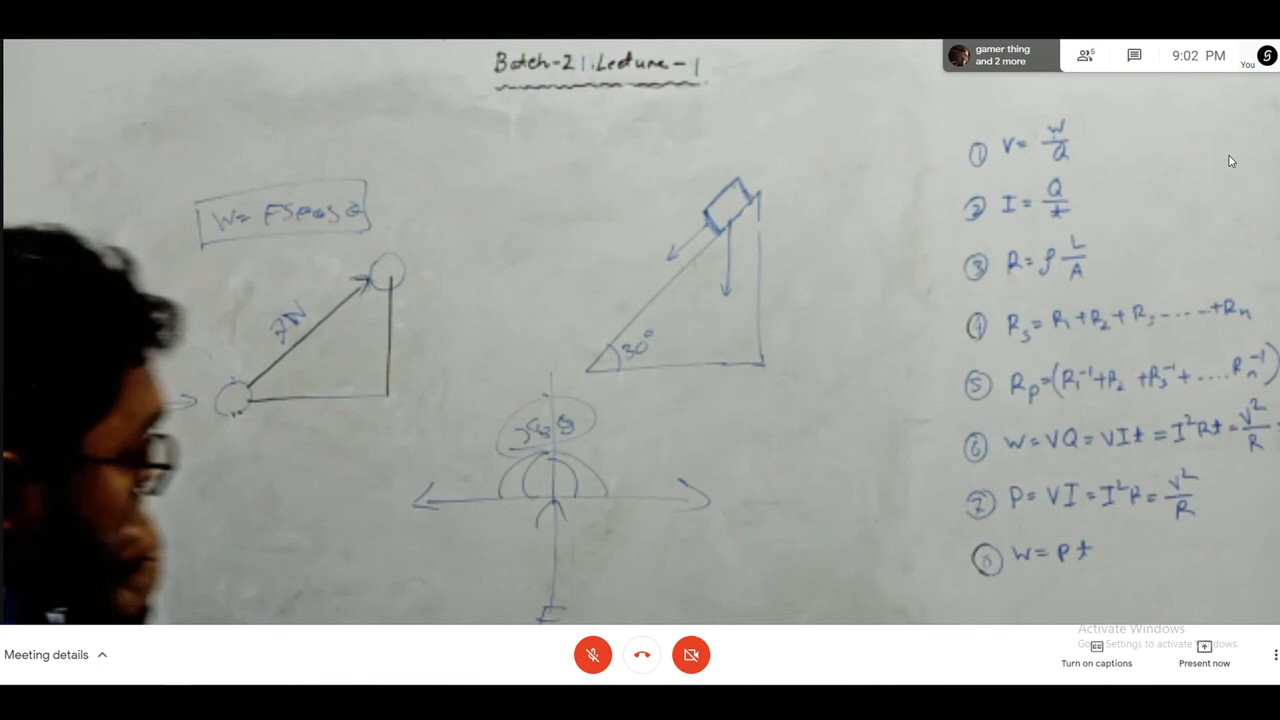 Batch-21 Lecture-1
gamer thing
and 2 more
5
9:02 PM
You
W= FScosθ
7N
30°
① V = W/Q
② I = Q/t
③ R = ρ L/A
④ Rs = R1 + R2 + R3 ----- + Rn
⑤ Rp = (R1⁻¹ + R2 + R3⁻¹ + .... Rn⁻¹)
⑥ W = VQ = VIt = I²Rt = V²/R
⑦ P = VI = I²R = V²/R
⑧ W = Pt
Activate Windows
Go to Settings to activate Windows.
Meeting details
Turn on captions
Present now